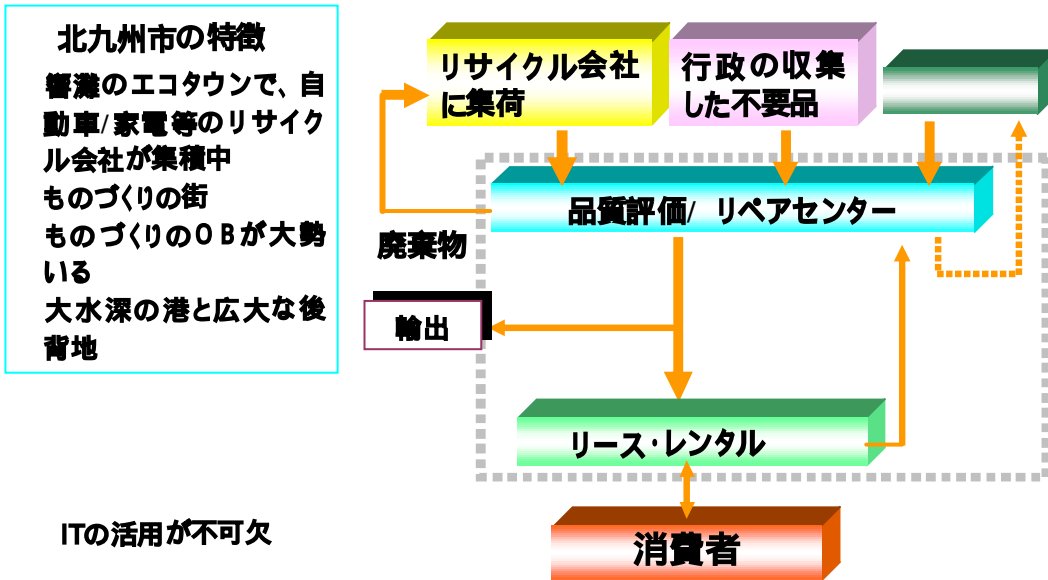 北九州市の特徴
響灘のエコタウンで、自
動車/家電等のリサイク
ル会社が集積中
ものづくりの街
ものづくりのOBが大勢
いる
大水深の港と広大な後
背地
リサイクル会社
に集荷
行政の収集
した不要品
品質評価/ リペアセンター
廃棄物
輸出
リース・レンタル
消費者
ITの活用が不可欠